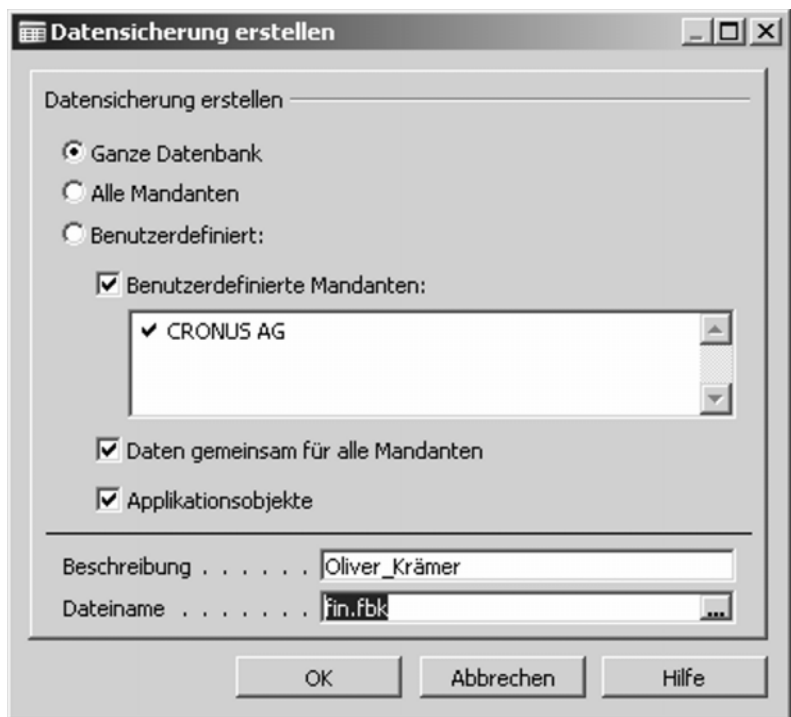 Datensicherung erstellen
Datensicherung erstellen
Ganze Datenbank
Alle Mandanten
Benutzerdefiniert:
Benutzerdefinierte Mandanten:
CRONUS AG
Daten gemeinsam für alle Mandanten
Applikationsobjekte
Beschreibung . . . . . . Oliver_Krämer
Dateiname . . . . . . . fin.fbk ...
OK Abbrechen Hilfe